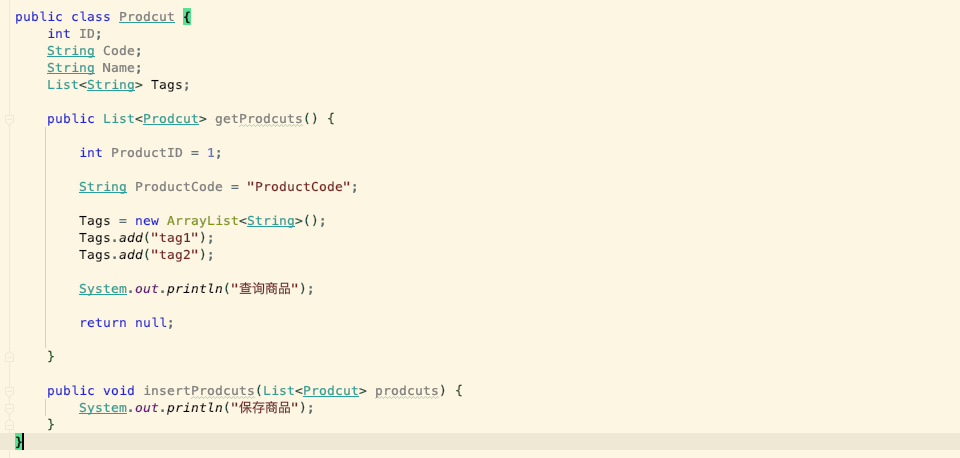 public class Prodcut {
    int ID;
    String Code;
    String Name;
    List<String> Tags;
    public List<Prodcut> getProdcuts() {
        int ProductID = 1;
        String ProductCode = "ProductCode";
        Tags = new ArrayList<String>();
        Tags.add("tag1");
        Tags.add("tag2");
        System.out.println("查询商品");
        return null;
    }
    public void insertProdcuts(List<Prodcut> prodcuts) {
        System.out.println("保存商品");
    }
}